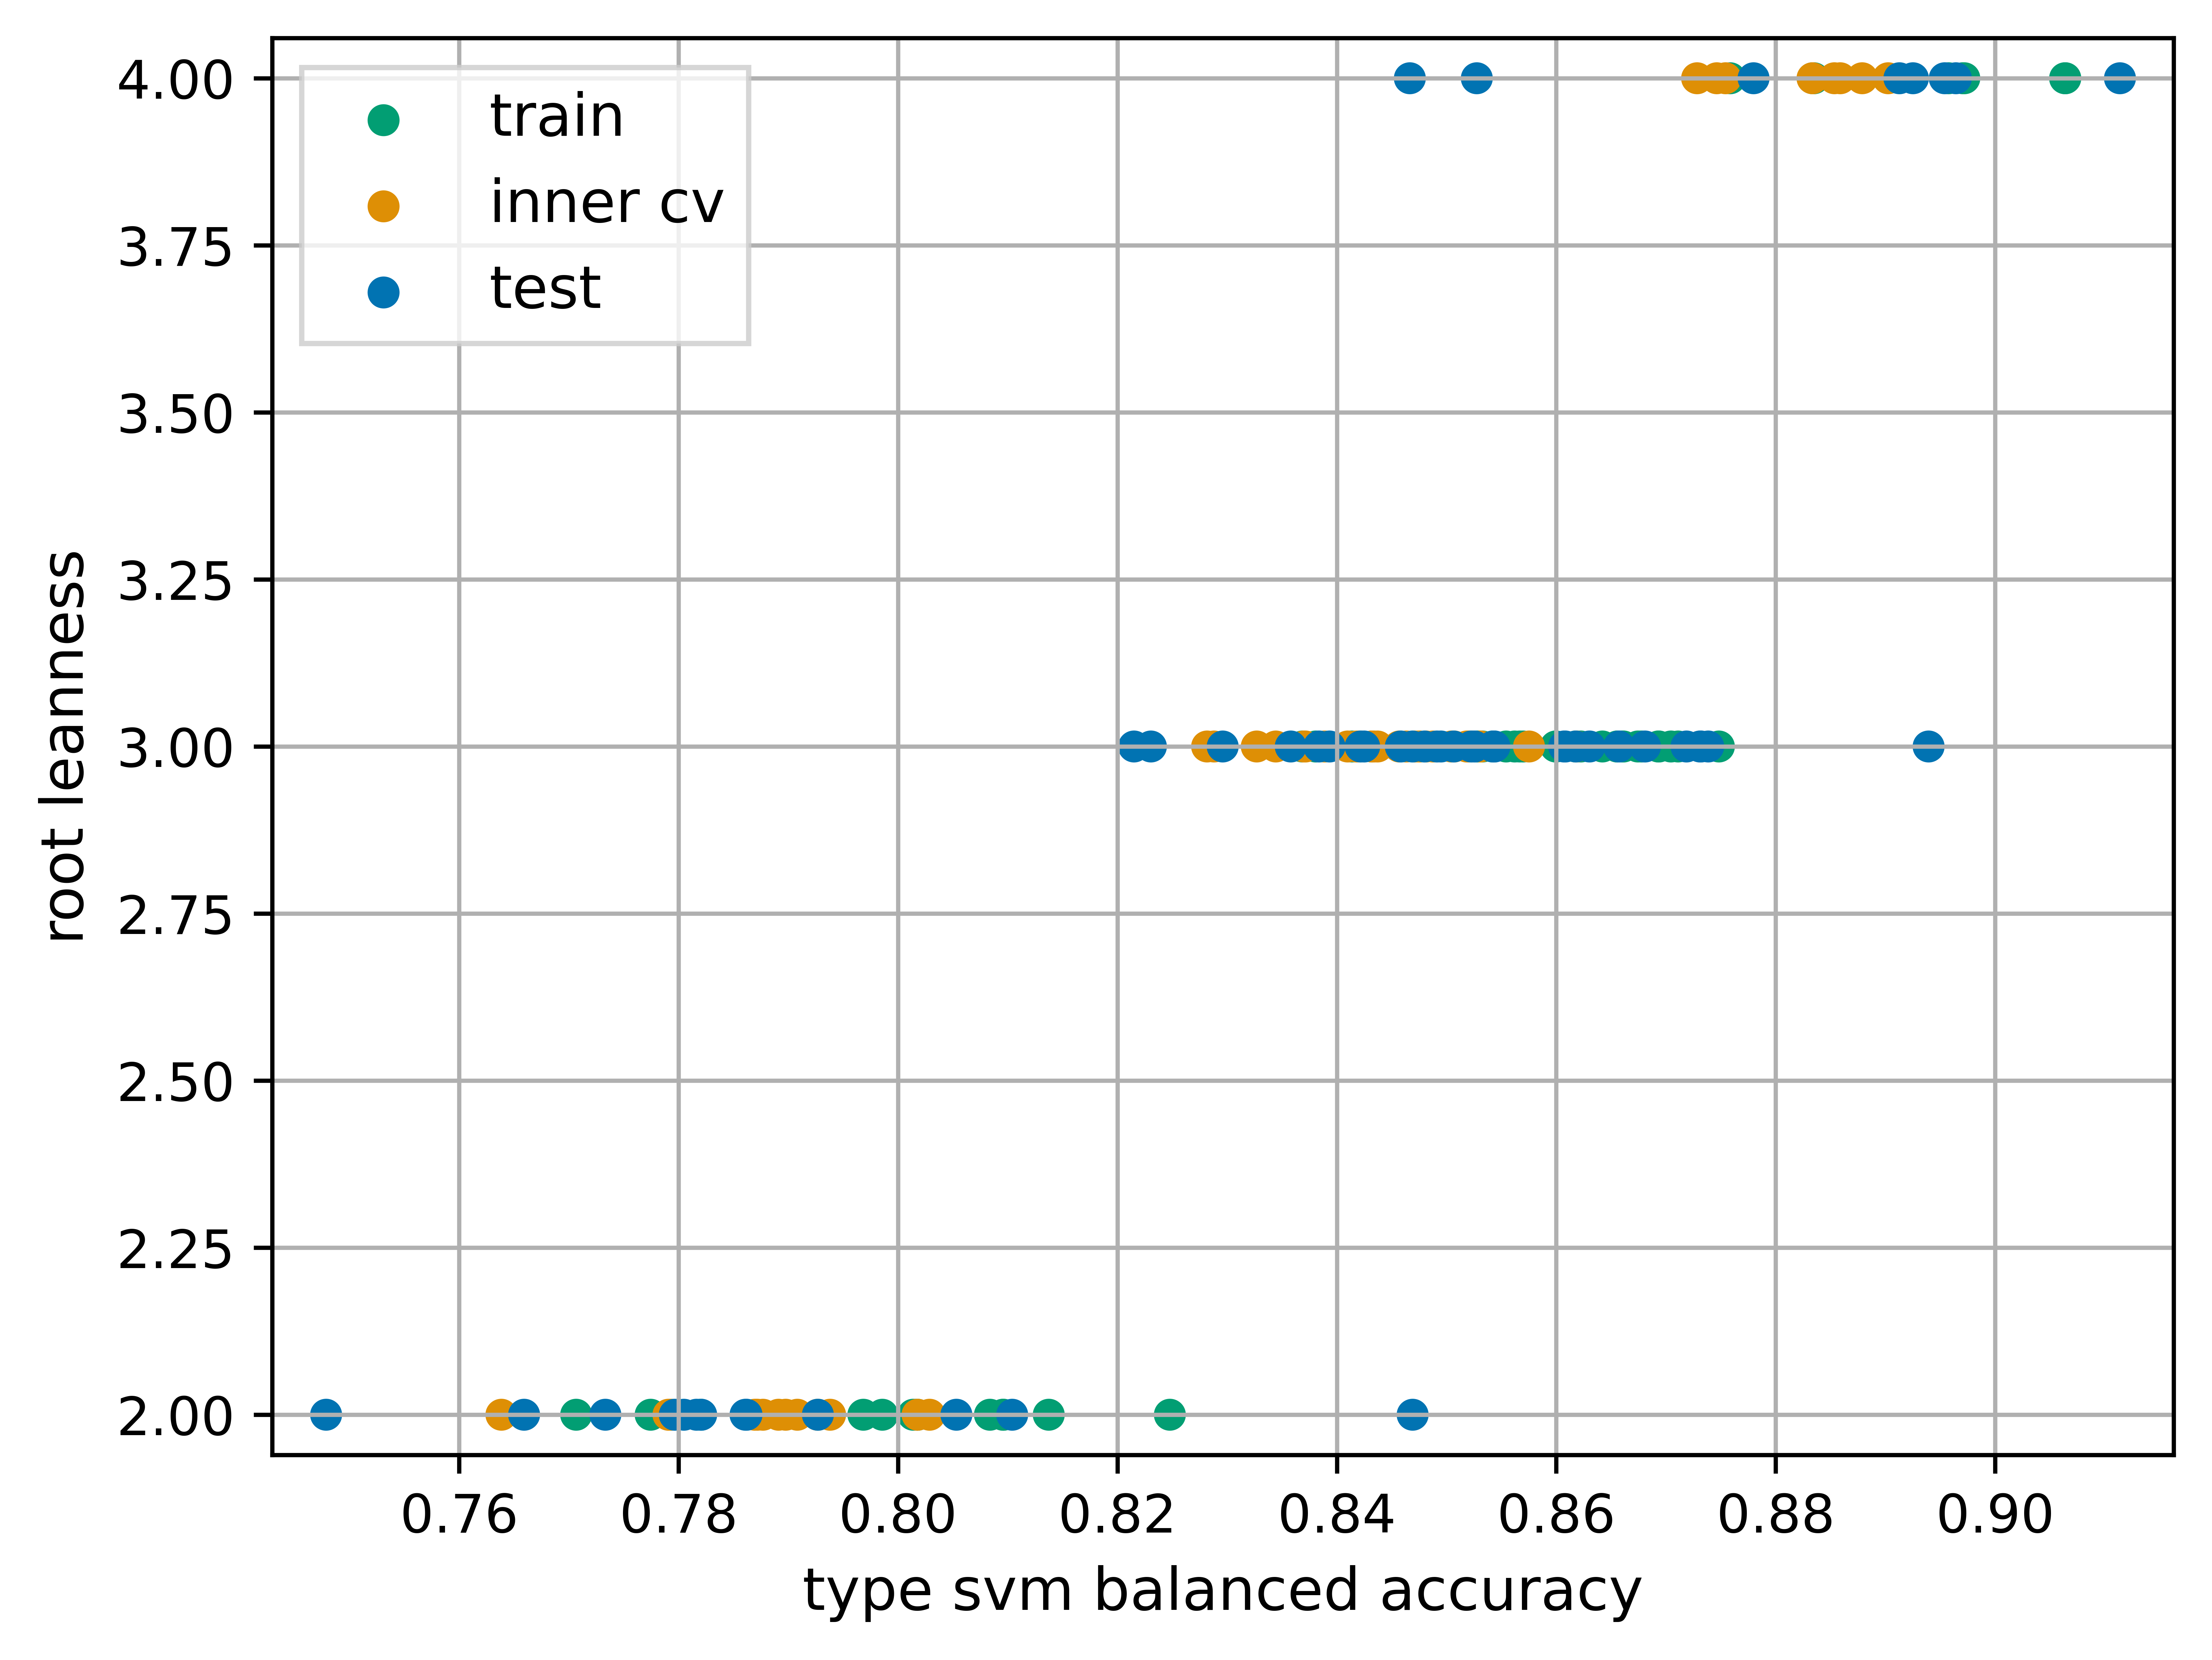 train
inner cv
test
4.00
3.75
3.50
3.25
3.00
2.75
2.50
2.25
2.00
root leanness
0.76 0.78 0.80 0.82 0.84 0.86 0.88 0.90
type svm balanced accuracy